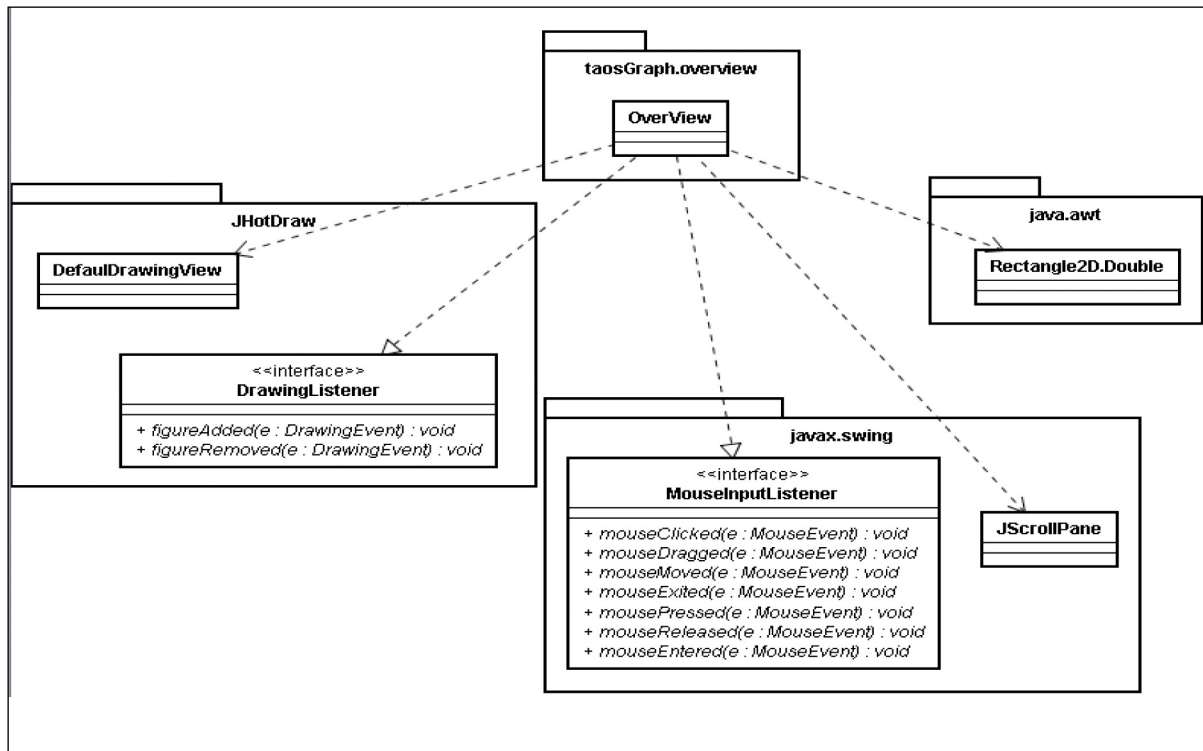 taosGraph.overview
OverView
JHotDraw
DefaulDrawingView
<<interface>>
DrawingListener
+ figureAdded(e : DrawingEvent) : void
+ figureRemoved(e : DrawingEvent) : void
java.awt
Rectangle2D.Double
javax.swing
<<interface>>
MouseInputListener
+ mouseClicked(e : MouseEvent) : void
+ mouseDragged(e : MouseEvent) : void
+ mouseMoved(e : MouseEvent) : void
+ mouseExited(e : MouseEvent) : void
+ mousePressed(e : MouseEvent) : void
+ mouseReleased(e : MouseEvent) : void
+ mouseEntered(e : MouseEvent) : void
JScrollPane